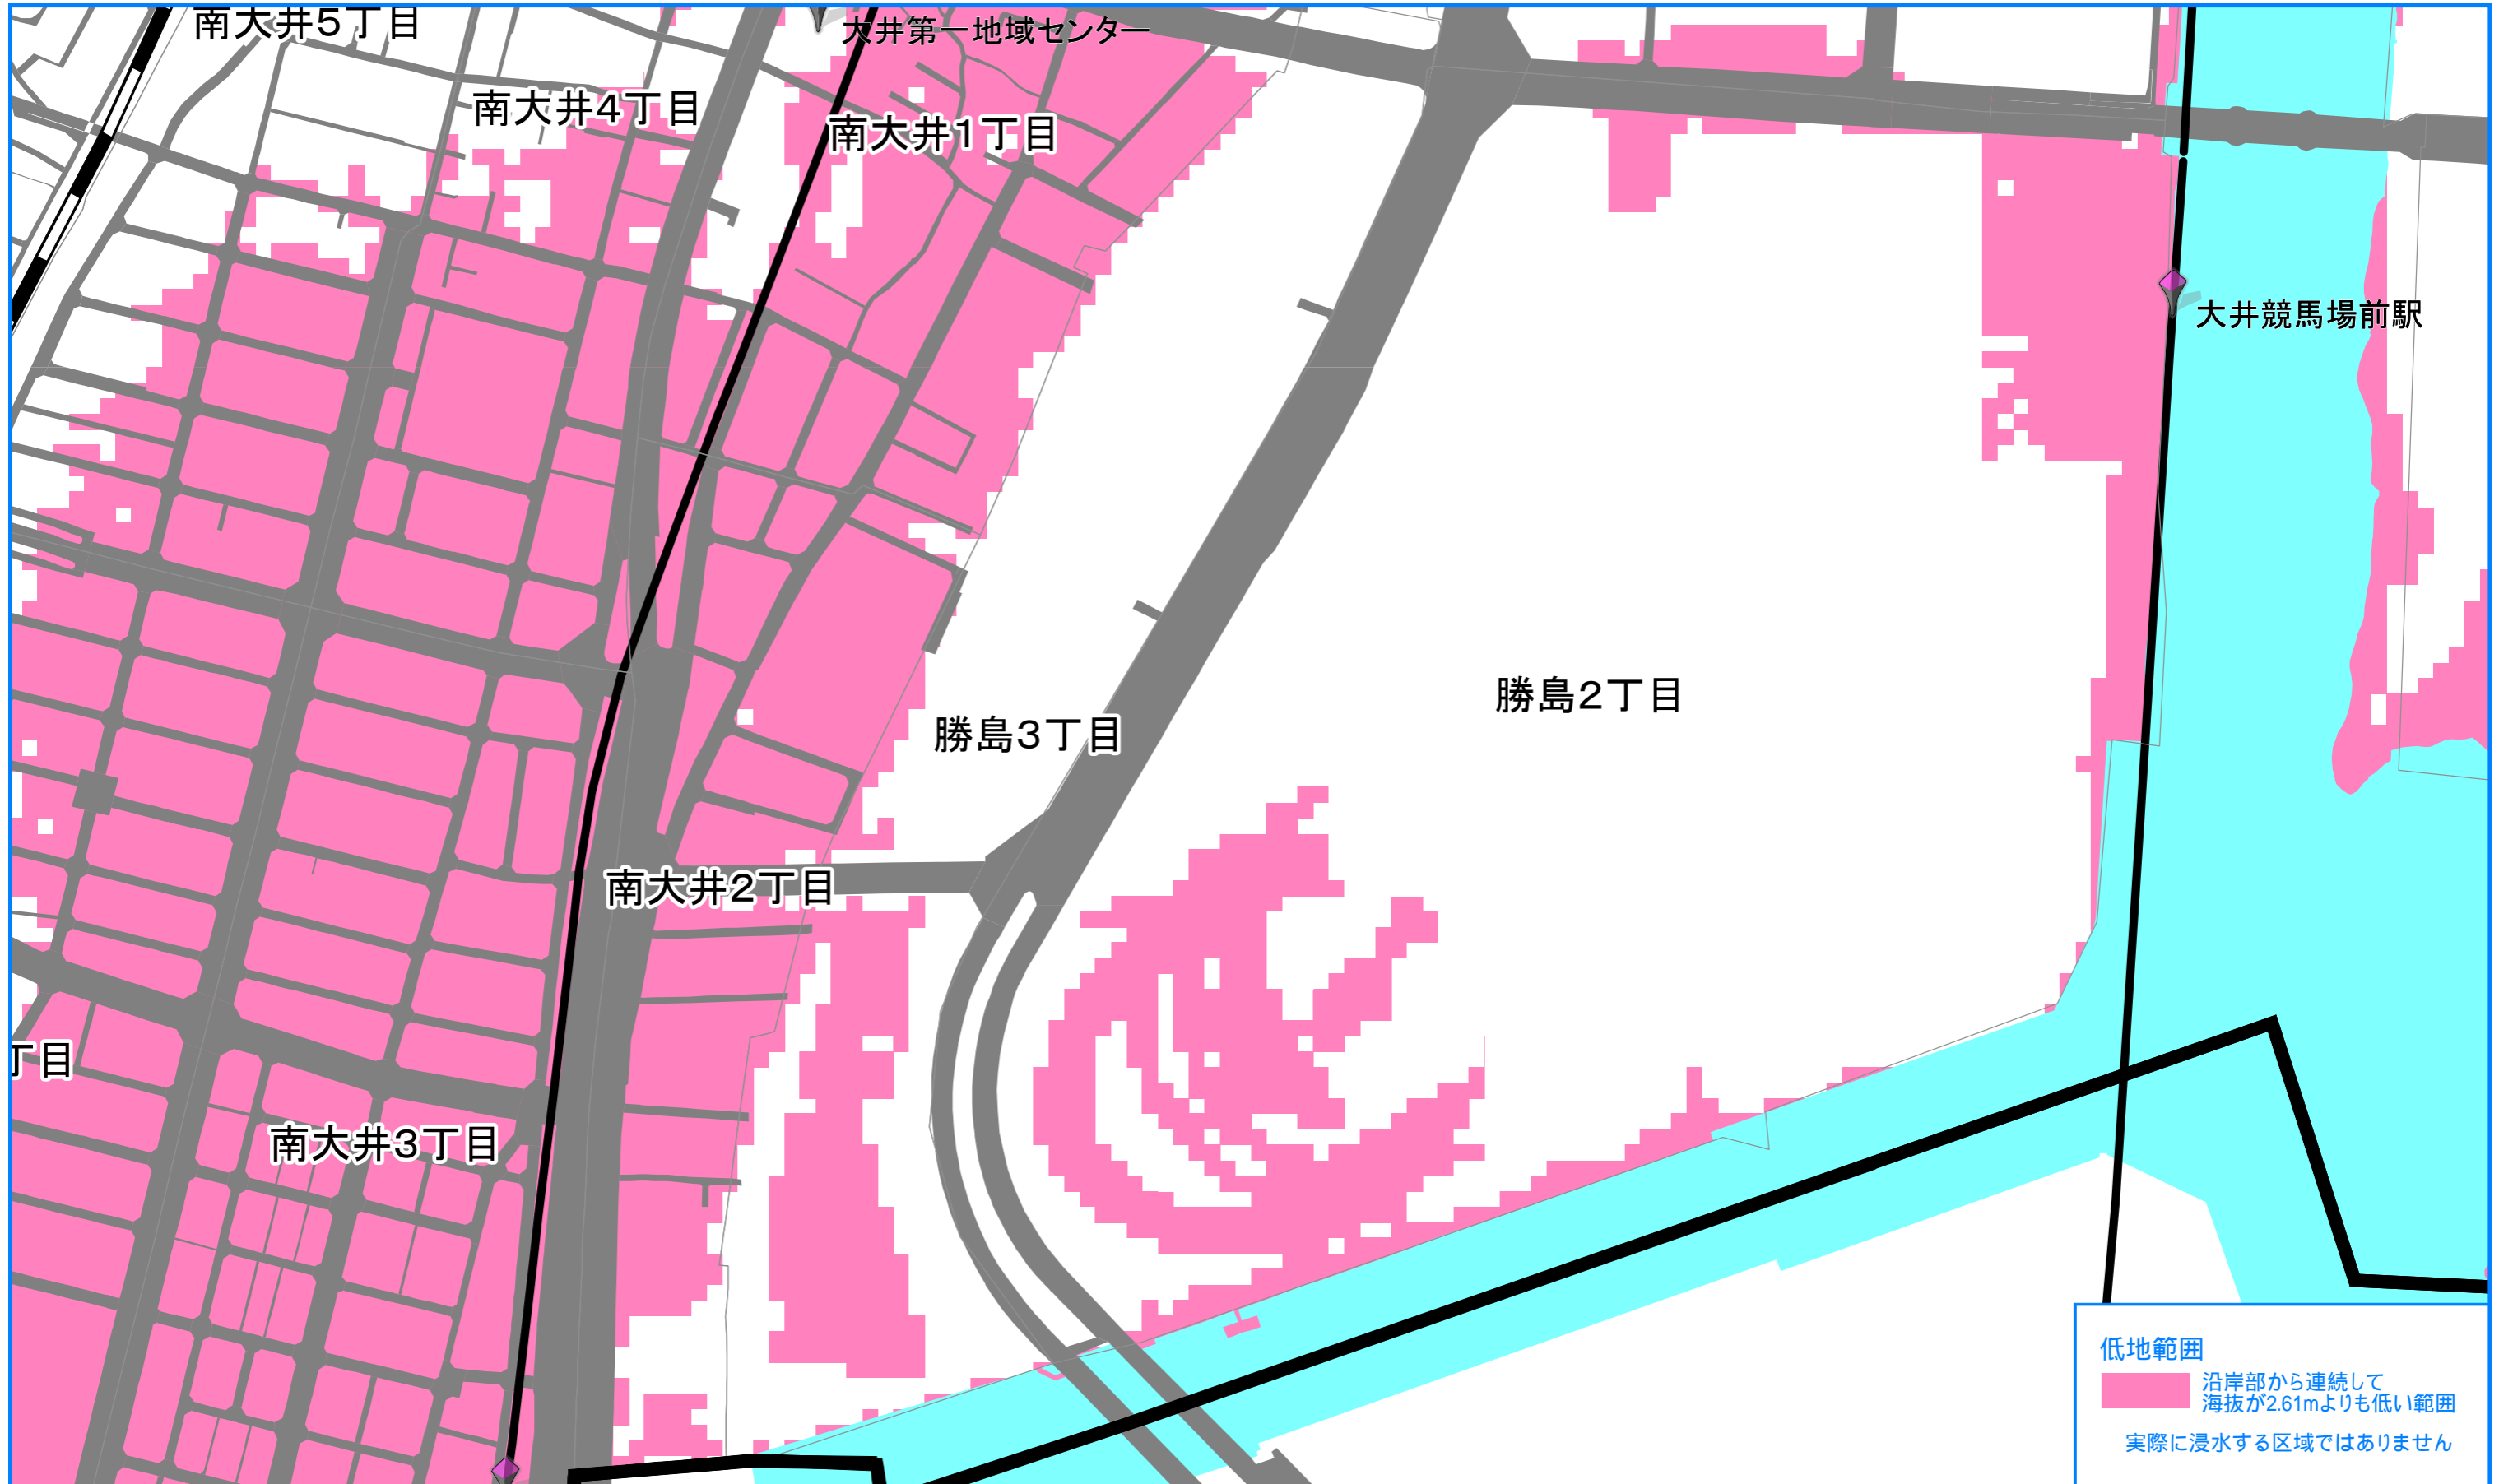 南大井5丁目
大井第一地域センター
南大井4丁目
南大井1丁目
大井競馬場前駅
勝島2丁目
勝島3丁目
南大井2丁目
丁目
南大井3丁目
低地範囲
沿岸部から連続して
海抜が2.61mよりも低い範囲
実際に浸水する区域ではありません